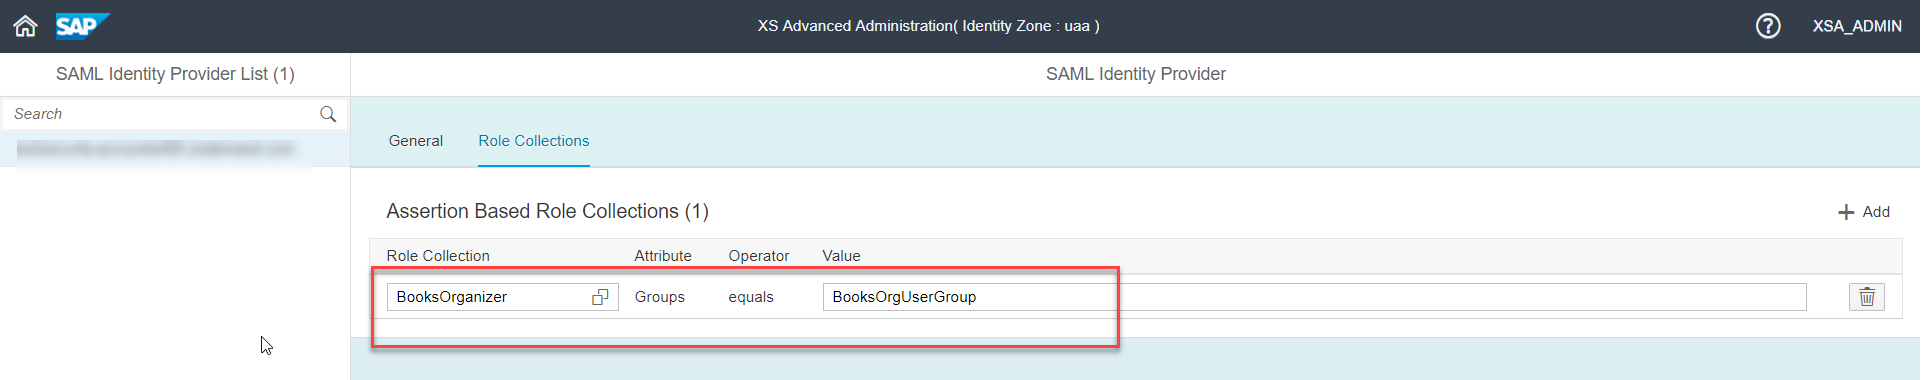 SAP
XS Advanced Administration( Identity Zone : uaa )
? XSA_ADMIN
SAML Identity Provider List (1)
SAML Identity Provider
Search
General Role Collections
Assertion Based Role Collections (1)
Add
Role Collection Attribute Operator Value
BooksOrganizer Groups equals BooksOrgUserGroup